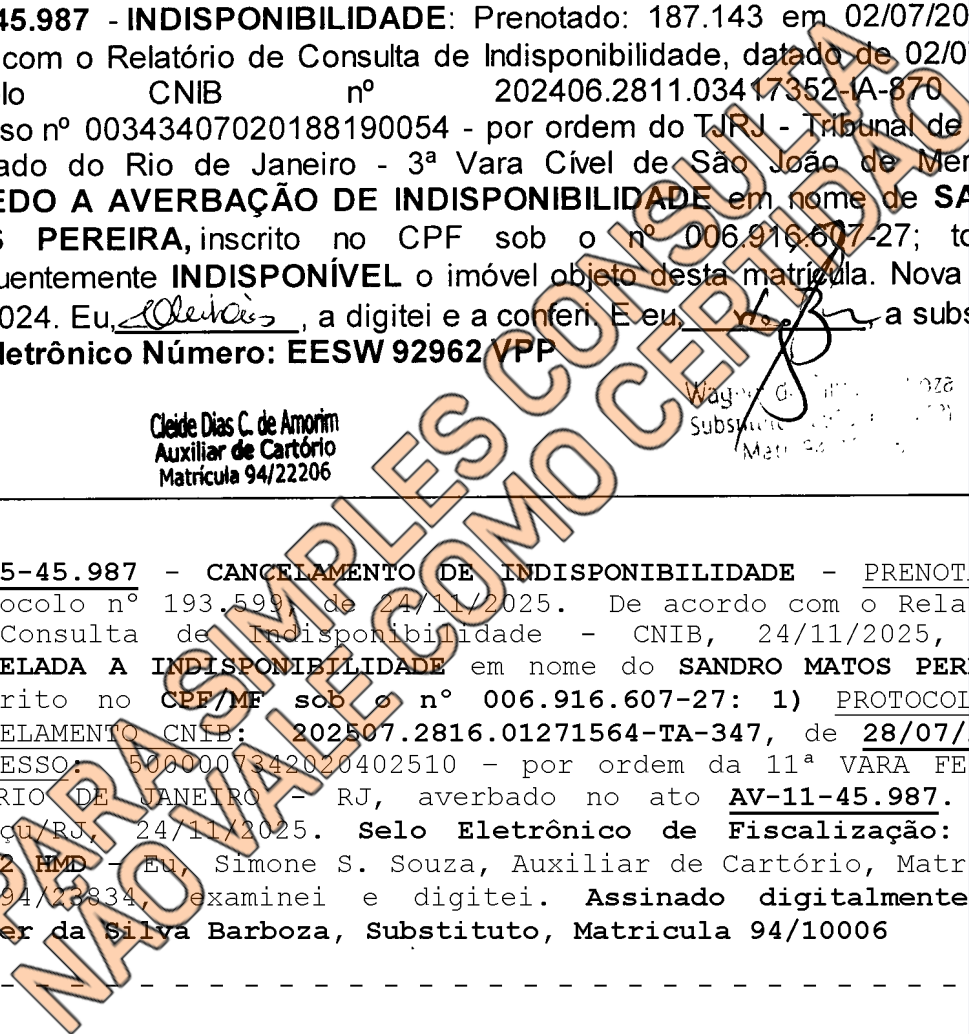 45.987 - INDISPONIBILIDADE: Prenotado: 187.143 em 02/07/20
com o Relatório de Consulta de Indisponibilidade, datado de 02/0
lo CNIB nº 202406.2811.03417352-IA-870
so nº 00343407020188190054 - por ordem do TJRJ - Tribunal de
ado do Rio de Janeiro - 3ª Vara Cível de São João de Mer
EDO A AVERBAÇÃO DE INDISPONIBILIDADE em nome de SA
S PEREIRA, inscrito no CPF sob o nº 006.916.607-27; to
uentemente INDISPONÍVEL o imóvel objeto desta matrícula. Nova
024. Eu, , a digitei e a conferi. E eu, , a subs
letrônico Número: EESW 92962 VPP
Cleide Dias C. de Amorim
Auxiliar de Cartório
Matrícula 94/22206
5-45.987 – CANCELAMENTO DE INDISPONIBILIDADE – PRENOT
ocolo nº 193.599, de 24/11/2025. De acordo com o Rela
Consulta de Indisponibilidade – CNIB, 24/11/2025,
ELADA A INDISPONIBILIDADE em nome do SANDRO MATOS PER
rito no CPF/MF sob o nº 006.916.607-27: 1) PROTOCOL
ELAMENTO CNIB: 202507.2816.01271564-TA-347, de 28/07/
ESSO: 5000007342020402510 – por ordem da 11ª VARA FE
RIO DE JANEIRO – RJ, averbado no ato AV-11-45.987.
çu/RJ, 24/11/2025. Selo Eletrônico de Fiscalização:
2 HMD – Eu, Simone S. Souza, Auxiliar de Cartório, Matr
94/23834, examinei e digitei. Assinado digitalmente
er da Silva Barboza, Substituto, Matricula 94/10006
- - - - - - - - - - - - - - - - - - - - - - - - - - - -
PARA SIMPLES CONSULTA
NÃO VALE COMO CERTIDÃO